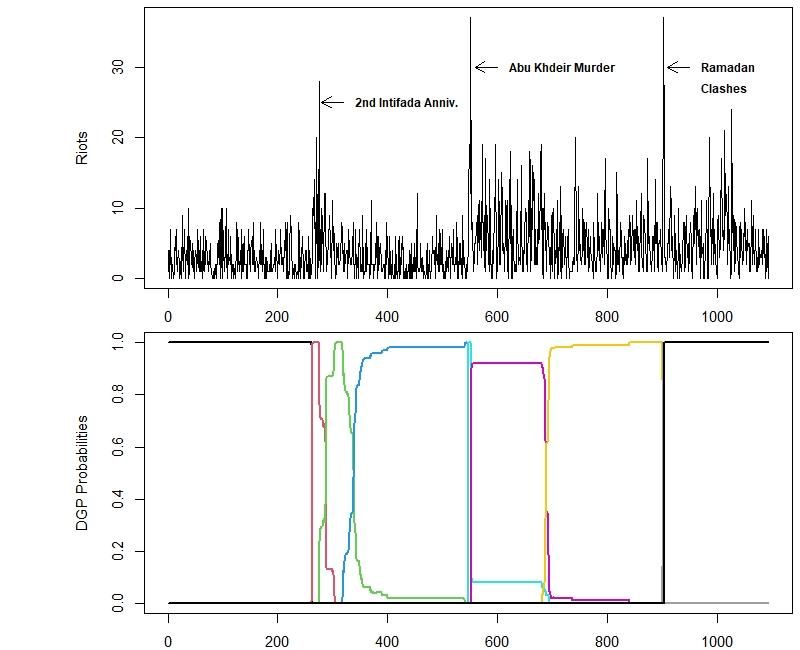 Riots
30
20
10
0
Abu Khdeir Murder
Ramadan
Clashes
2nd Intifada Anniv.
0 200 400 600 800 1000
DGP Probabilities
1.0
0.8
0.6
0.4
0.2
0.0
0 200 400 600 800 1000